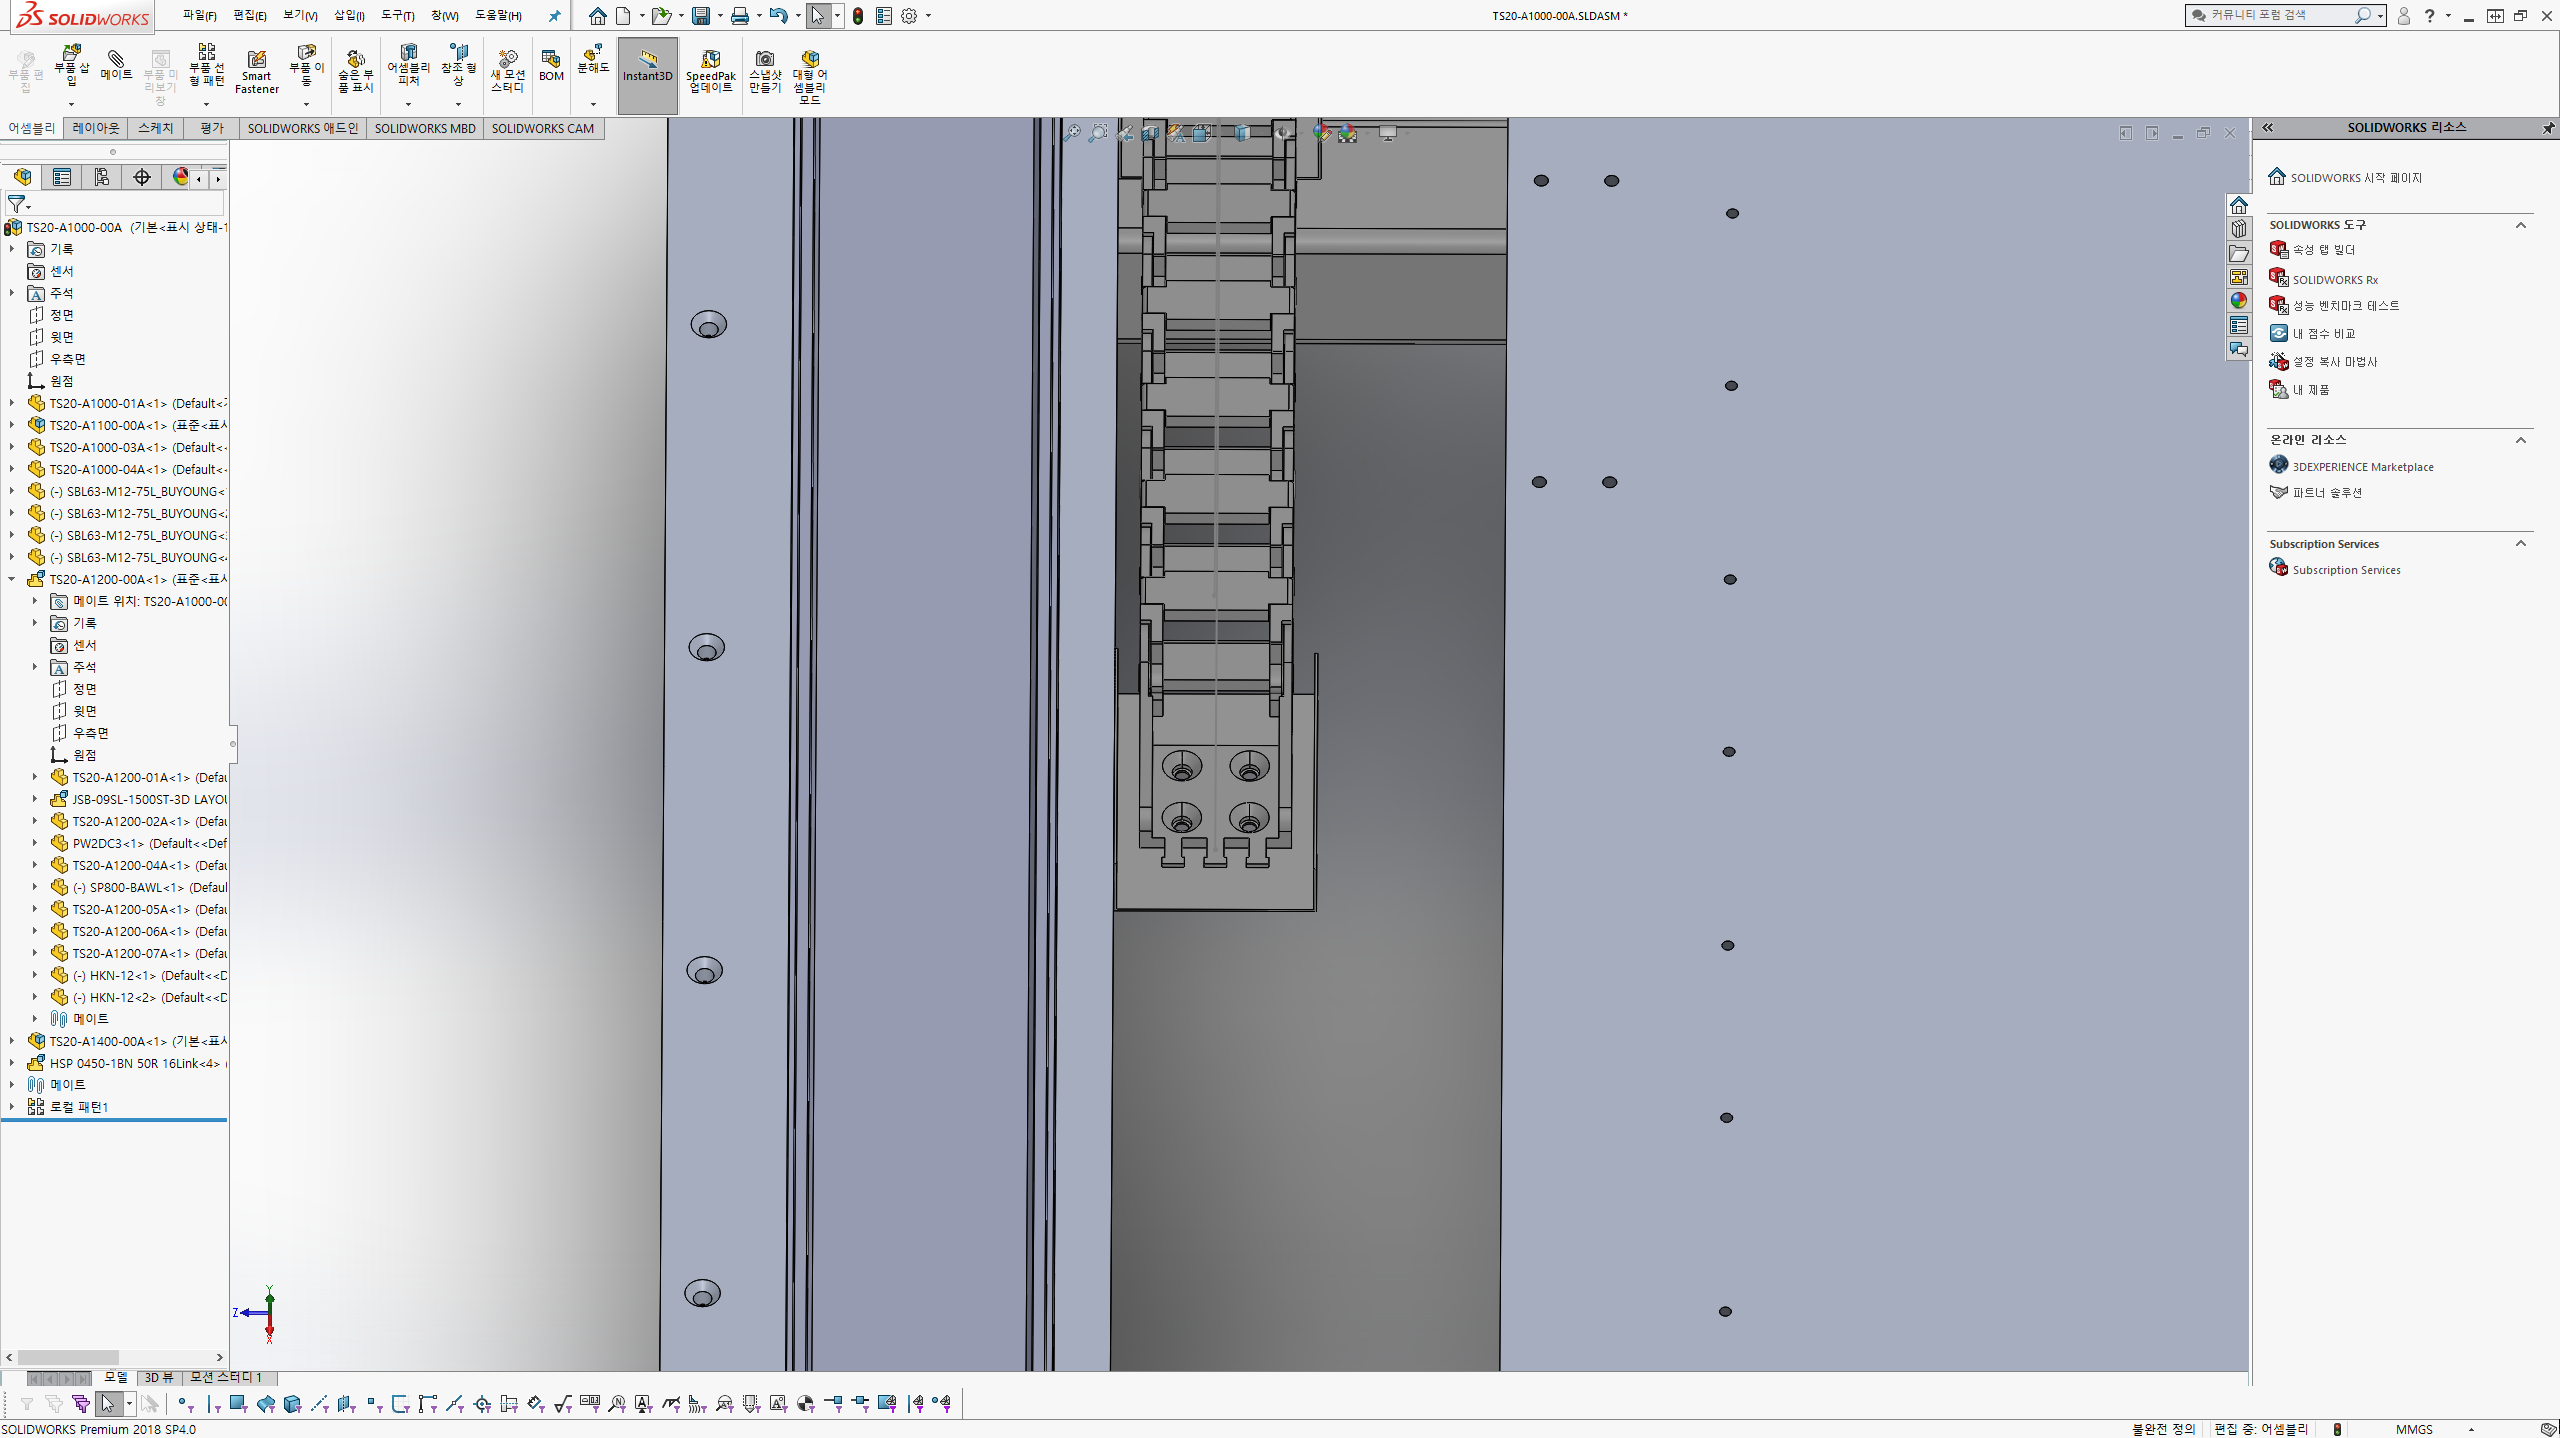 SOLIDWORKS
파일(F) 편집(E) 보기(V) 삽입(I) 도구(T) 창(W) 도움말(H)
TS20-A1000-00A.SLDASM *
커뮤니티 포럼 검색
부품 편집
부품 삽입
메이트
부품 미리보기 창
부품 선형 패턴
Smart Fastener
부품 이동
숨은 부품 표시
어셈블리 피처
참조 형상
새 모션 스터디
BOM
분해도
Instant3D
SpeedPak 업데이트
스냅샷 만들기
대형 어셈블리 모드
어셈블리 레이아웃 스케치 평가 SOLIDWORKS 애드인 SOLIDWORKS MBD SOLIDWORKS CAM
TS20-A1000-00A (기본<표시 상태-1
기록
센서
주석
정면
윗면
우측면
원점
TS20-A1000-01A<1> (Default<
TS20-A1100-00A<1> (표준<표시
TS20-A1000-03A<1> (Default<
TS20-A1000-04A<1> (Default<
(-) SBL63-M12-75L_BUYOUNG<
(-) SBL63-M12-75L_BUYOUNG<
(-) SBL63-M12-75L_BUYOUNG<
(-) SBL63-M12-75L_BUYOUNG<
TS20-A1200-00A<1> (표준<표시
메이트 위치: TS20-A1000-00
기록
센서
주석
정면
윗면
우측면
원점
TS20-A1200-01A<1> (Defau
JSB-09SL-1500ST-3D LAYOU
TS20-A1200-02A<1> (Defau
PW2DC3<1> (Default<<Def
TS20-A1200-04A<1> (Defau
(-) SP800-BAWL<1> (Defaul
TS20-A1200-05A<1> (Defau
TS20-A1200-06A<1> (Defau
TS20-A1200-07A<1> (Defau
(-) HKN-12<1> (Default<<D
(-) HKN-12<2> (Default<<D
메이트
TS20-A1400-00A<1> (기본<표시
HSP 0450-1BN 50R 16Link<4> (
메이트
로컬 패턴1
Y
Z
X
모델 3D 뷰 모션 스터디 1
SOLIDWORKS Premium 2018 SP4.0
불완전 정의 편집 중: 어셈블리 MMGS
SOLIDWORKS 리소스
SOLIDWORKS 시작 페이지
SOLIDWORKS 도구
속성 탭 빌더
SOLIDWORKS Rx
성능 벤치마크 테스트
내 점수 비교
설정 복사 마법사
내 제품
온라인 리소스
3DEXPERIENCE Marketplace
파트너 솔루션
Subscription Services
Subscription Services